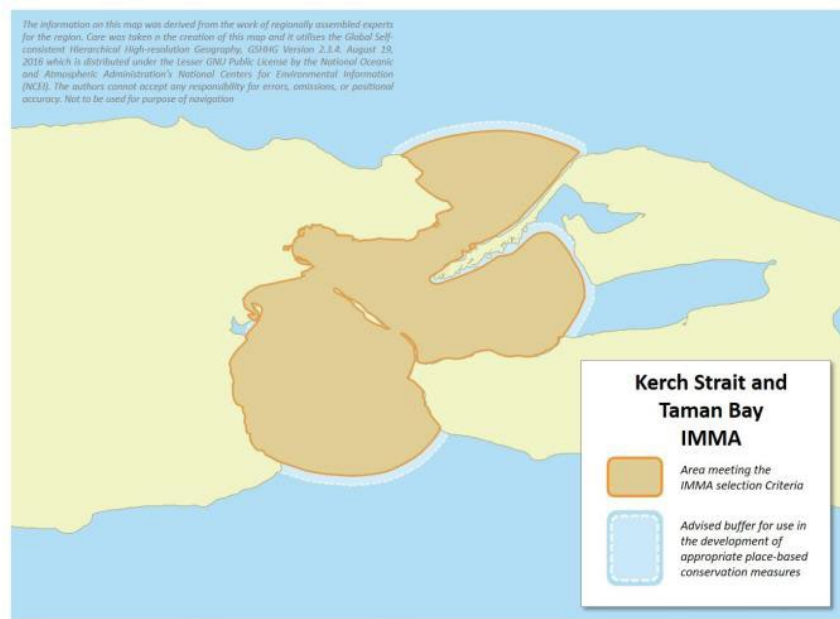 The information on this map was derived from the work of regionally assembled experts
for the region. Care was taken n the creation of this map and it utilises the Global Self-
consistent Hierarchical High-resolution Geography, GSHHG Version 2.3.4. August 19,
2016 which is distributed under the Lesser GNU Public License by the National Oceanic
and Atmospheric Administration's National Centers for Environmental Information
(NCEI). The authors cannot accept any responsibility for errors, omissions, or positional
accuracy. Not to be used for purpose of navigation
Kerch Strait and
Taman Bay
IMMA
Area meeting the
IMMA selection Criteria
Advised buffer for use in
the development of
appropriate place-based
conservation measures